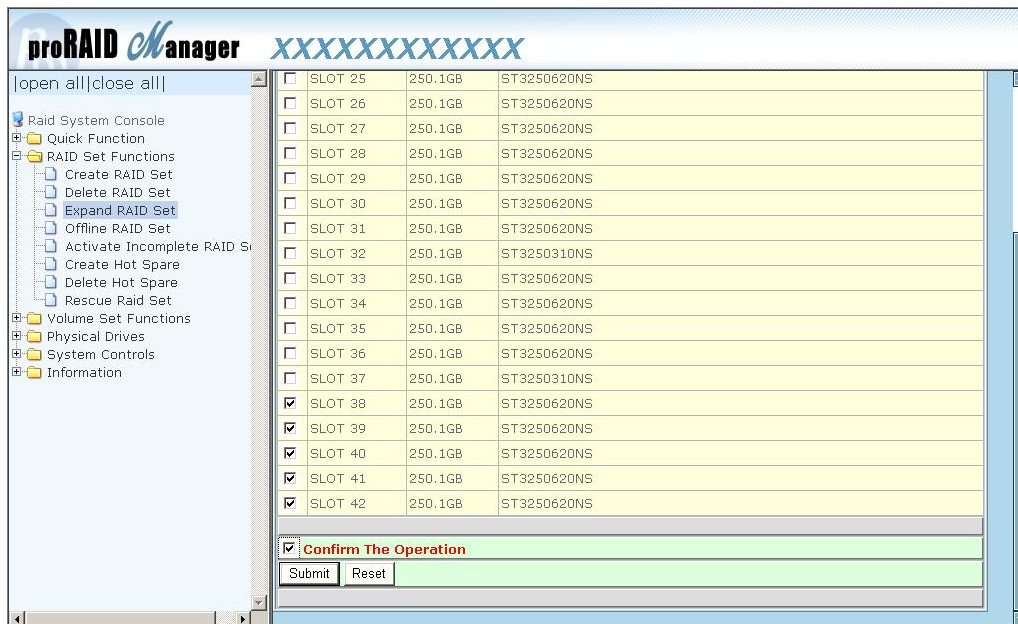 proRAID Manager
XXXXXXXXXXXX
|open all|close all|
Raid System Console
Quick Function
RAID Set Functions
Create RAID Set
Delete RAID Set
Expand RAID Set
Offline RAID Set
Activate Incomplete RAID S
Create Hot Spare
Delete Hot Spare
Rescue Raid Set
Volume Set Functions
Physical Drives
System Controls
Information
SLOT 25 250.1GB ST3250620NS
SLOT 26 250.1GB ST3250620NS
SLOT 27 250.1GB ST3250620NS
SLOT 28 250.1GB ST3250620NS
SLOT 29 250.1GB ST3250620NS
SLOT 30 250.1GB ST3250620NS
SLOT 31 250.1GB ST3250620NS
SLOT 32 250.1GB ST3250310NS
SLOT 33 250.1GB ST3250620NS
SLOT 34 250.1GB ST3250620NS
SLOT 35 250.1GB ST3250620NS
SLOT 36 250.1GB ST3250620NS
SLOT 37 250.1GB ST3250310NS
SLOT 38 250.1GB ST3250620NS
SLOT 39 250.1GB ST3250620NS
SLOT 40 250.1GB ST3250620NS
SLOT 41 250.1GB ST3250620NS
SLOT 42 250.1GB ST3250620NS
Confirm The Operation
Submit Reset